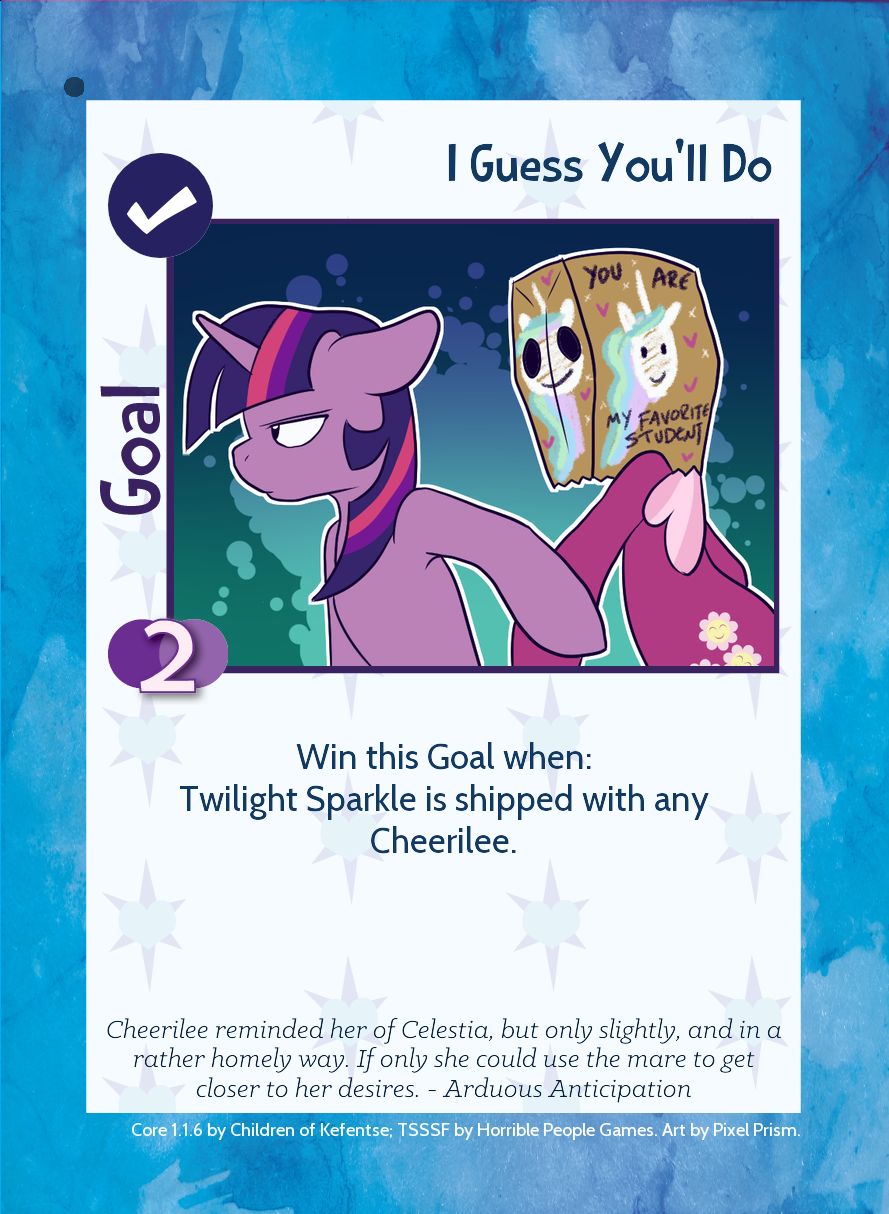 I Guess You'll Do
YOU ARE
MY FAVORITE
STUDENT
Goal
2
Win this Goal when:
Twilight Sparkle is shipped with any
Cheerilee.
Cheerilee reminded her of Celestia, but only slightly, and in a
rather homely way. If only she could use the mare to get
closer to her desires. - Arduous Anticipation
Core 1.1.6 by Children of Kefentse; TSSSF by Horrible People Games. Art by Pixel Prism.